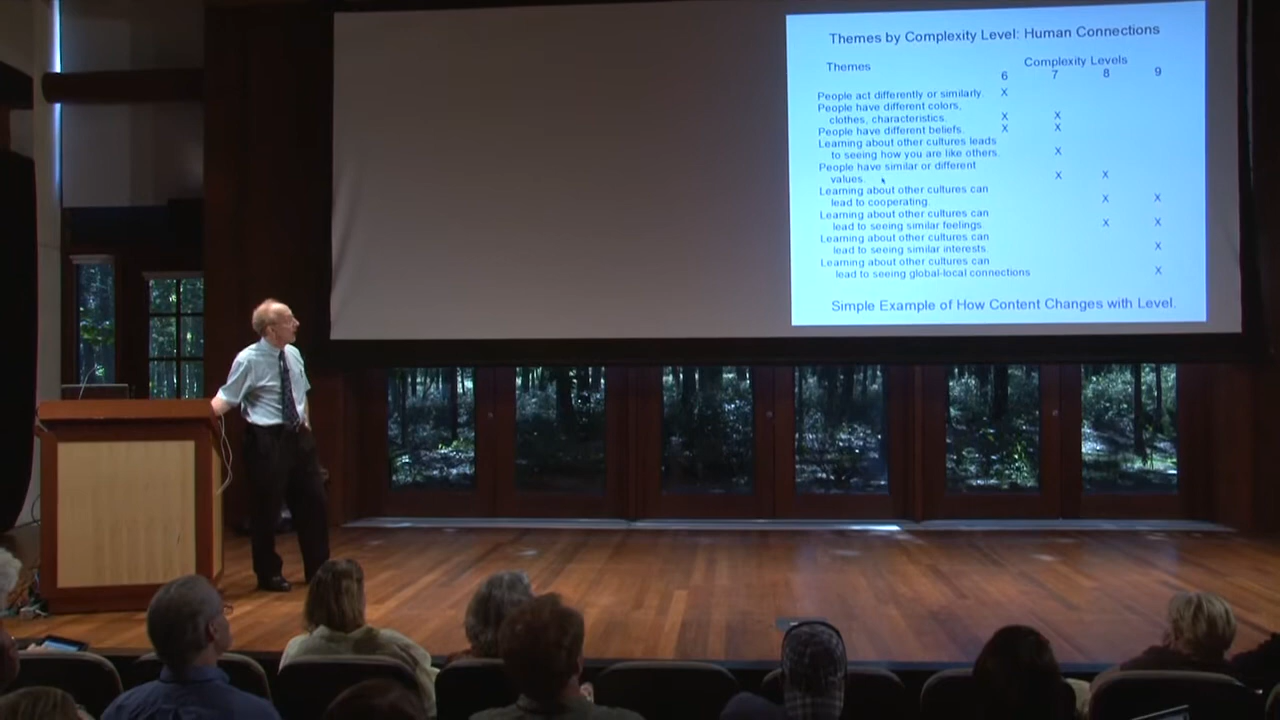 Themes by Complexity Level: Human Connections
Themes Complexity Levels
6 7 8 9
People act differently or similarly. X
People have different colors,
clothes, characteristics. X X
People have different beliefs. X X
Learning about other cultures leads
to seeing how you are like others. X
People have similar or different
values. X X
Learning about other cultures can
lead to cooperating. X X
Learning about other cultures can
lead to seeing similar feelings. X X
Learning about other cultures can
lead to seeing similar interests. X
Learning about other cultures can
lead to seeing global-local connections X
Simple Example of How Content Changes with Level.